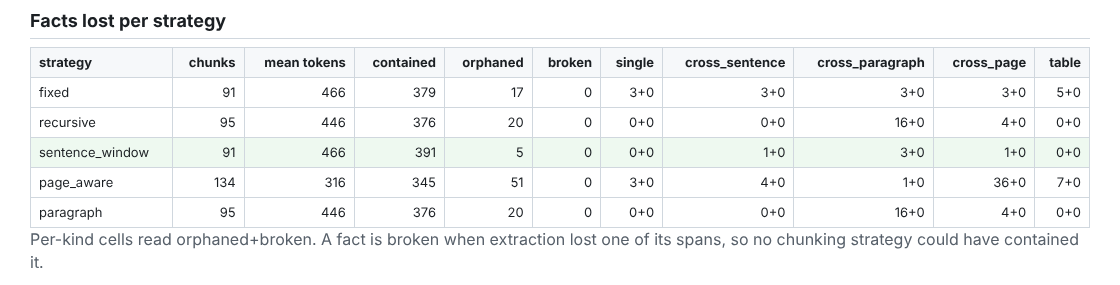 Facts lost per strategy
strategy chunks mean tokens contained orphaned broken single cross_sentence cross_paragraph cross_page table
fixed 91 466 379 17 0 3+0 3+0 3+0 3+0 5+0
recursive 95 446 376 20 0 0+0 0+0 16+0 4+0 0+0
sentence_window 91 466 391 5 0 0+0 1+0 3+0 1+0 0+0
page_aware 134 316 345 51 0 3+0 4+0 1+0 36+0 7+0
paragraph 95 446 376 20 0 0+0 0+0 16+0 4+0 0+0
Per-kind cells read orphaned+broken. A fact is broken when extraction lost one of its spans, so no chunking strategy could have contained
it.